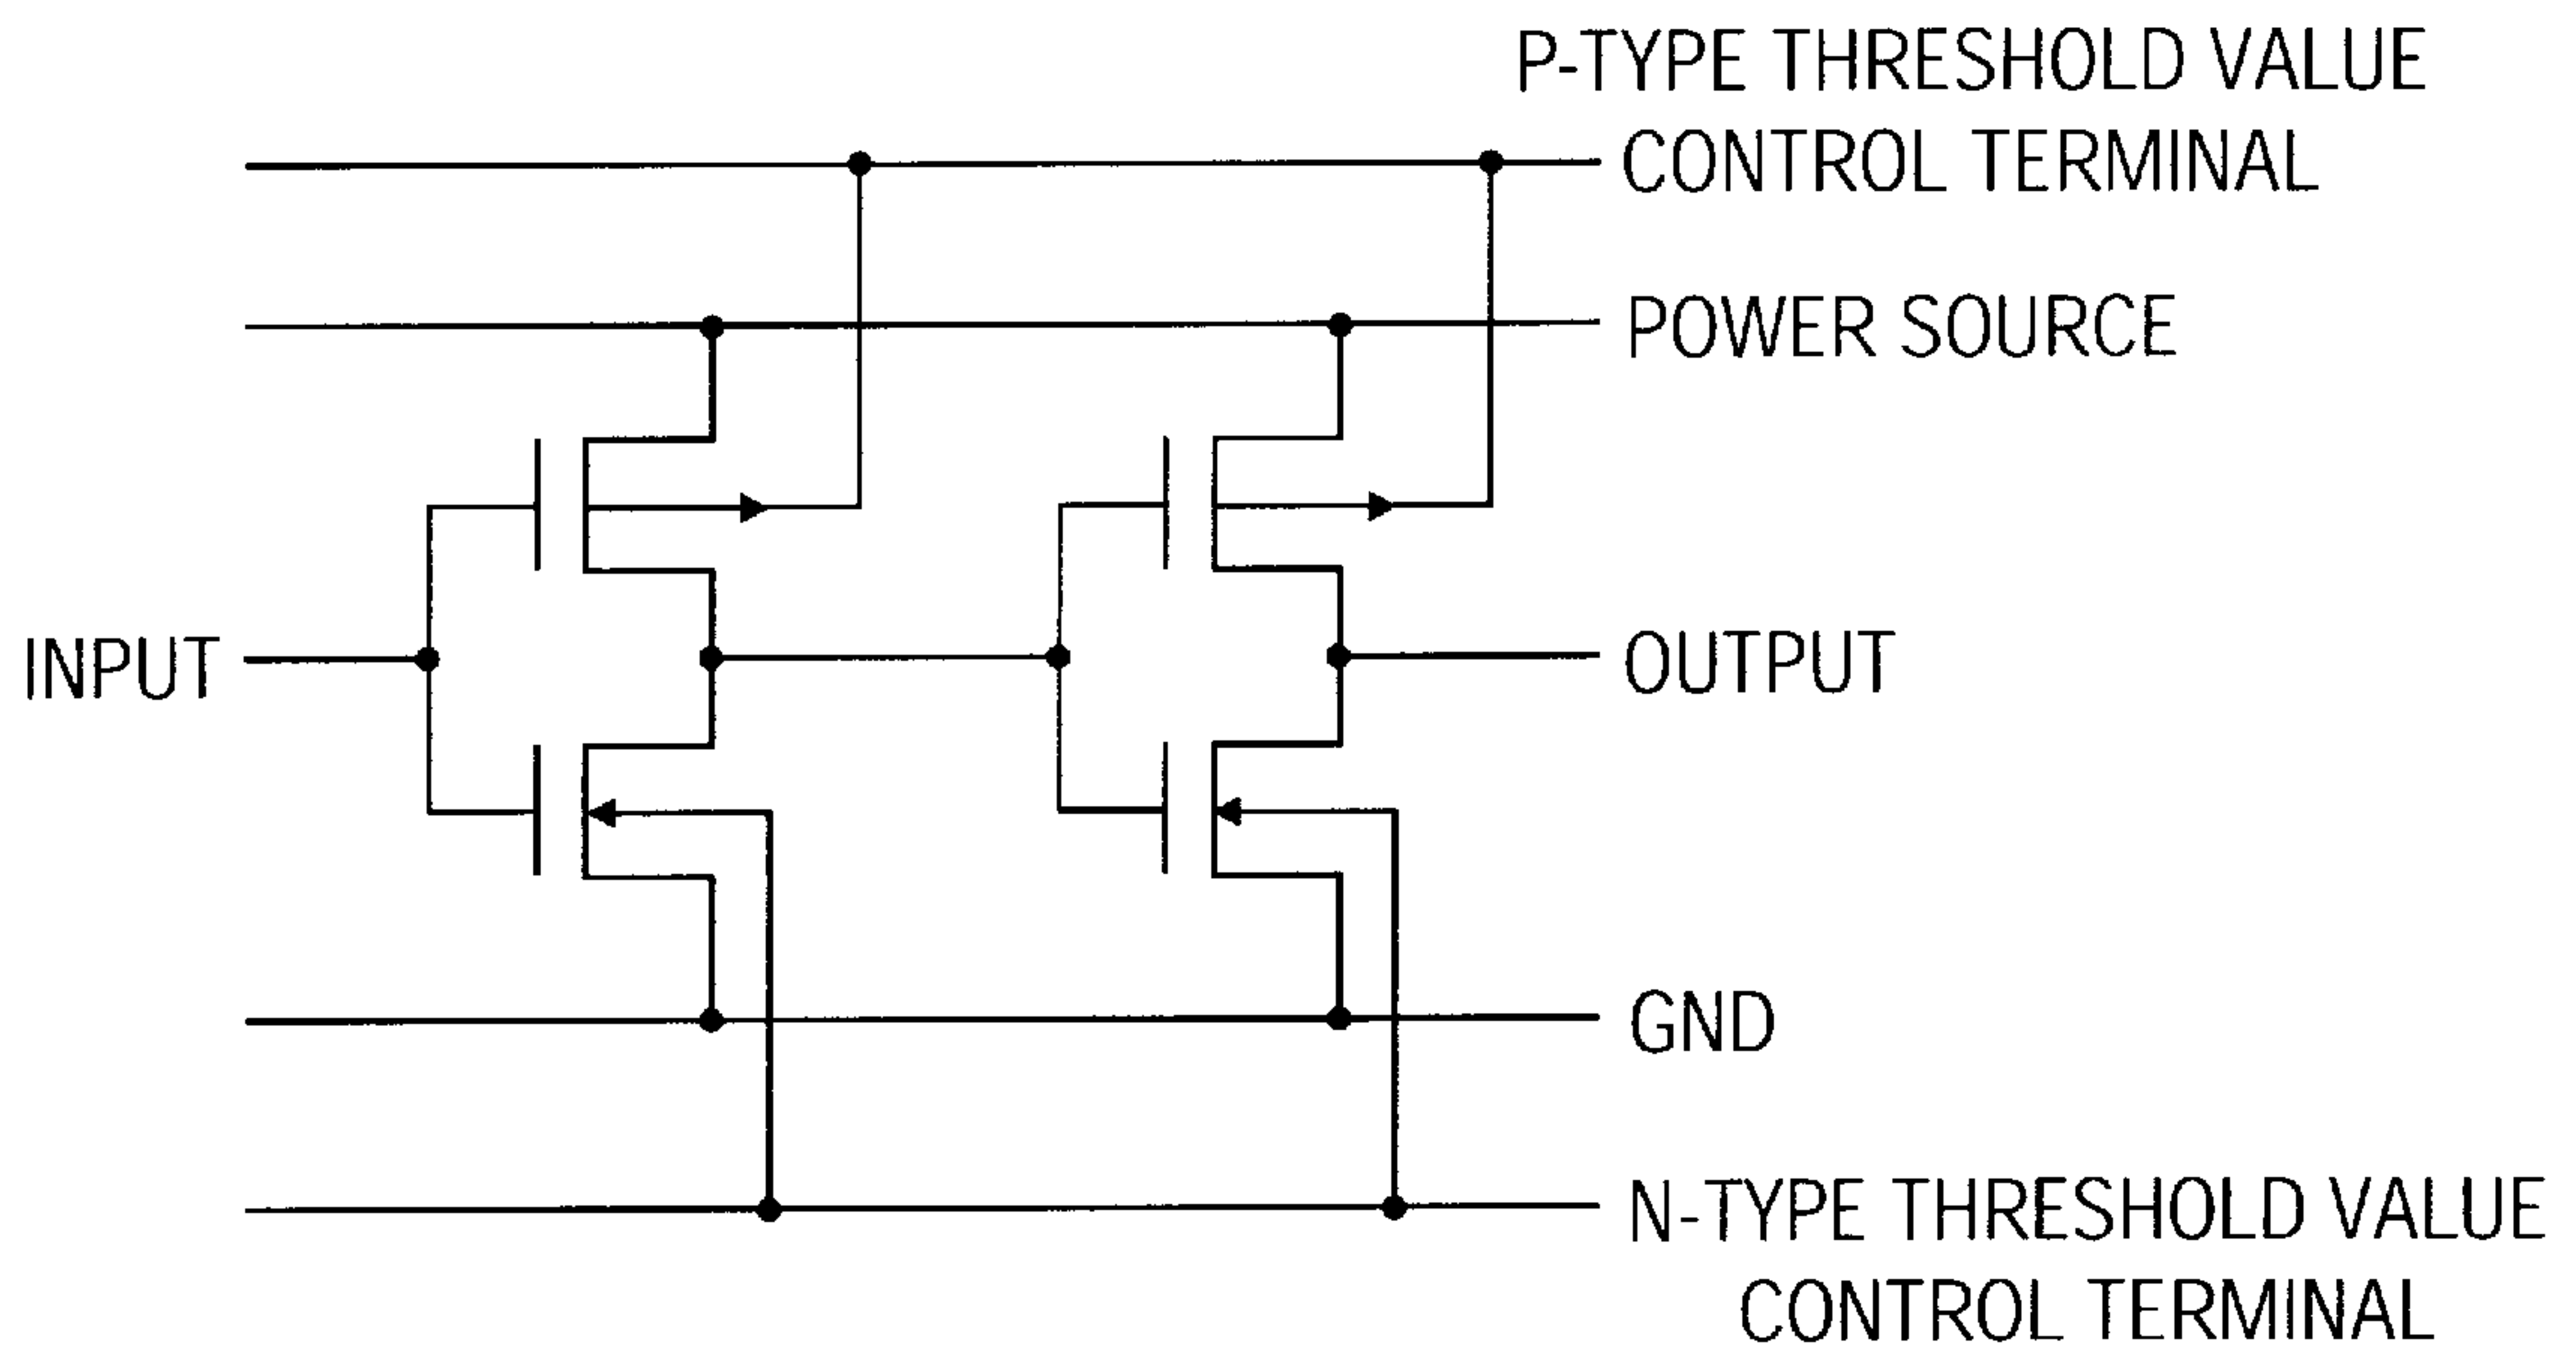 P-TYPE THRESHOLD VALUE
CONTROL TERMINAL
POWER SOURCE
INPUT
OUTPUT
GND
N-TYPE THRESHOLD VALUE
CONTROL TERMINAL